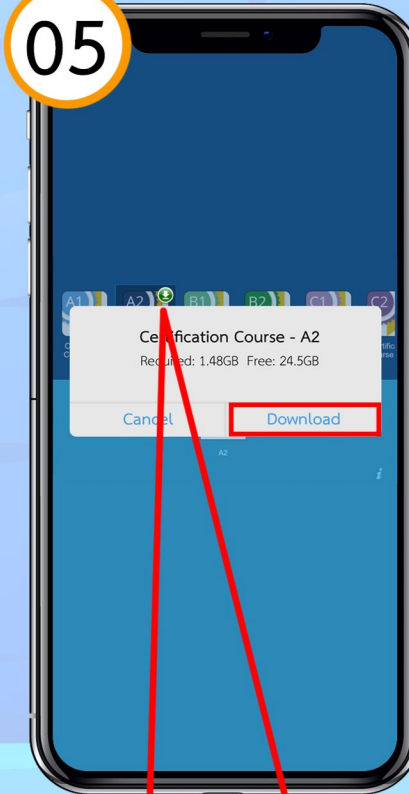 05
A1 A2 B1 B2 C1 C2
Certification Course - A2
Required: 1.48GB Free: 24.5GB
Cancel Download
A2
i